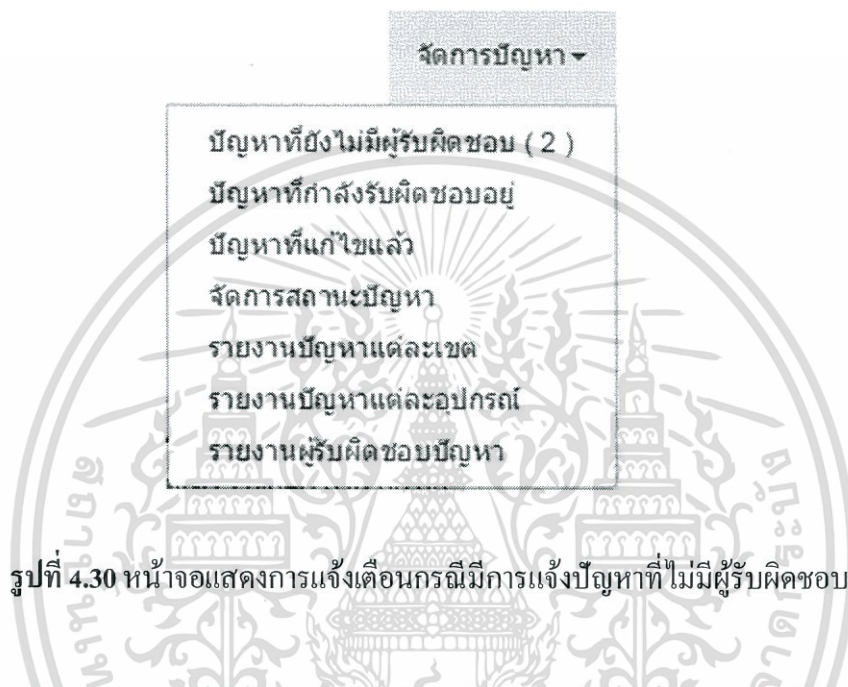 จัดการปัญหา
ปัญหาที่ยังไม่มีผู้รับผิดชอบ ( 2 )
ปัญหาที่กำลังรับผิดชอบอยู่
ปัญหาที่แก้ไขแล้ว
จัดการสถานะปัญหา
รายงานปัญหาแต่ละเขต
รายงานปัญหาแต่ละอุปกรณ์
รายงานผู้รับผิดชอบปัญหา
รูปที่ 4.30 หน้าจอแสดงการแจ้งเตือนกรณีมีการแจ้งปัญหาที่ไม่มีผู้รับผิดชอบ